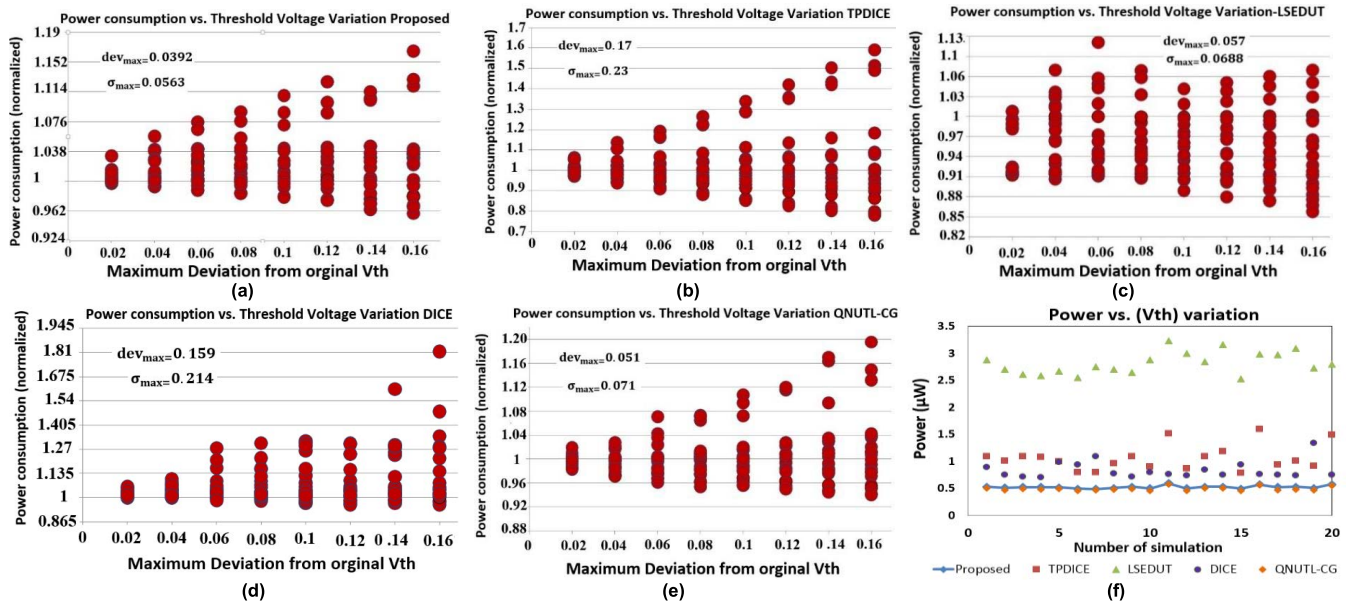 Power consumption vs. Threshold Voltage Variation Proposed
Power consumption (normalized)
1.19
1.152
1.114
1.076
1.038
1
0.962
0.924
dev_max=0.0392
σ_max=0.0563
0 0.02 0.04 0.06 0.08 0.1 0.12 0.14 0.16
Maximum Deviation from orginal Vth
(a)
Power consumption vs. Threshold Voltage Variation TPDICE
Power consumption (normalized)
1.7
1.6
1.5
1.4
1.3
1.2
1.1
1
0.9
0.8
0.7
dev_max=0.17
σ_max=0.23
0 0.02 0.04 0.06 0.08 0.1 0.12 0.14 0.16
Maximum Deviation from orginal Vth
(b)
Power consumption vs. Threshold Voltage Variation-LSEDUT
Power consumption (normalized)
1.13
1.09
1.06
1.03
1
0.97
0.94
0.91
0.88
0.85
0.82
dev_max=0.057
σ_max=0.0688
0 0.02 0.04 0.06 0.08 0.1 0.12 0.14 0.16
Maximum Deviation from orginal Vth
(c)
Power consumption vs. Threshold Voltage Variation DICE
Power consumption (normalized)
1.945
1.81
1.675
1.54
1.405
1.27
1.135
1
0.865
dev_max=0.159
σ_max=0.214
0 0.02 0.04 0.06 0.08 0.10 0.12 0.14 0.16
Maximum Deviation from orginal Vth
(d)
Power consumption vs. Threshold Voltage Variation QNUTL-CG
Power consumption (normalized)
1.20
1.16
1.12
1.08
1.04
1
0.96
0.92
0.88
dev_max=0.051
σ_max=0.071
0 0.02 0.04 0.06 0.08 0.1 0.12 0.14 0.16
Maximum Deviation from orginal Vth
(e)
Power vs. (Vth) variation
Power (μW)
3.5
3
2.5
2
1.5
1
0.5
0
0 5 10 15 20
Number of simulation
Proposed TPDICE LSEDUT DICE QNUTL-CG
(f)